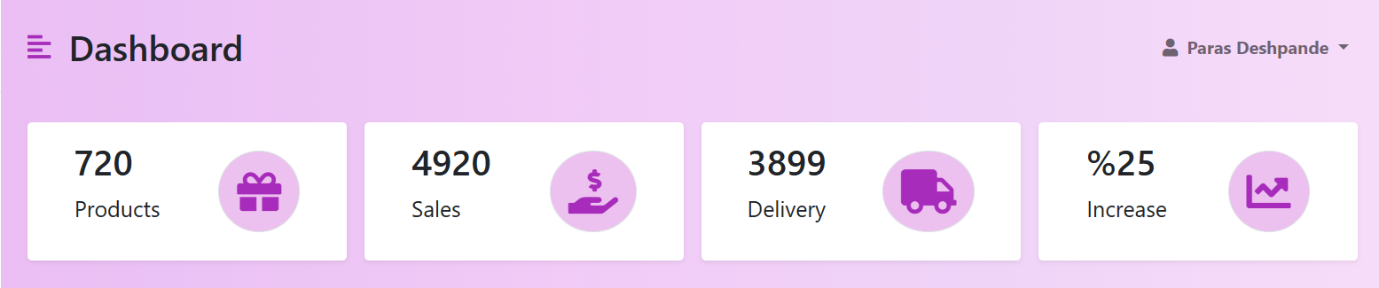 Dashboard
Paras Deshpande
720
Products
4920
Sales
$
3899
Delivery
%25
Increase